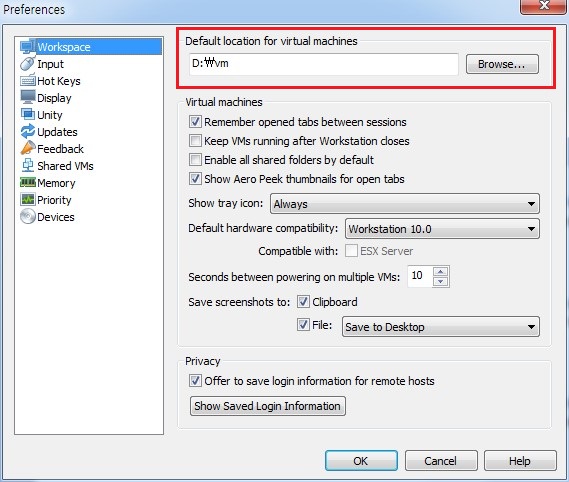 Preferences
Workspace
Input
Hot Keys
Display
Unity
Updates
Feedback
Shared VMs
Memory
Priority
Devices
Default location for virtual machines
D:₩vm
Browse...
Virtual machines
Remember opened tabs between sessions
Keep VMs running after Workstation closes
Enable all shared folders by default
Show Aero Peek thumbnails for open tabs
Show tray icon: Always
Default hardware compatibility: Workstation 10.0
Compatible with: ESX Server
Seconds between powering on multiple VMs: 10
Save screenshots to: Clipboard
File: Save to Desktop
Privacy
Offer to save login information for remote hosts
Show Saved Login Information
OK Cancel Help